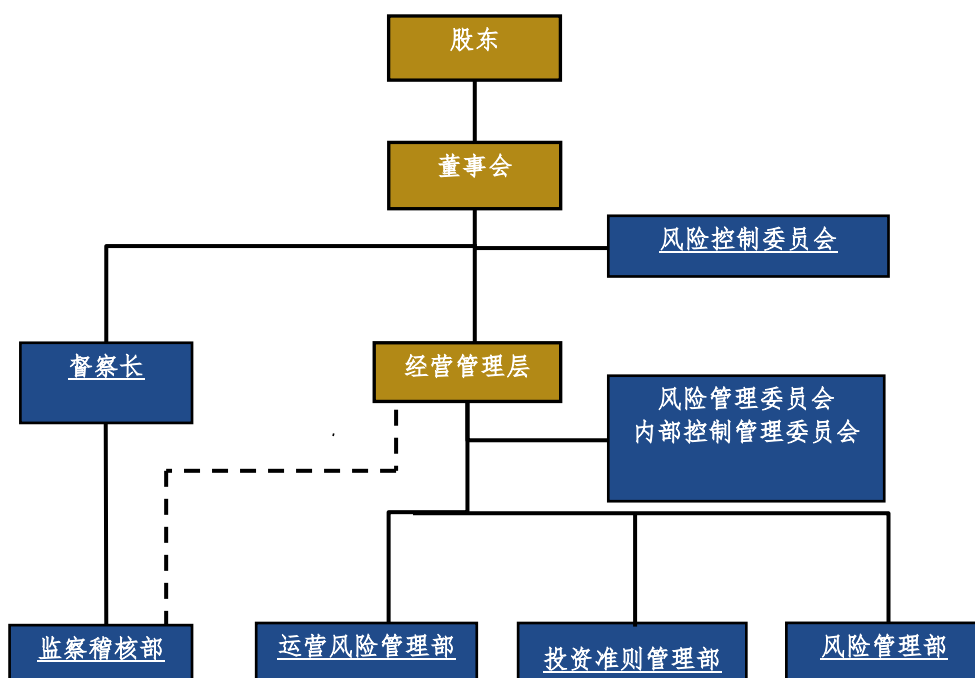 股东
董事会
风险控制委员会
督察长
经营管理层
风险管理委员会
内部控制管理委员会
监察稽核部
运营风险管理部
投资准则管理部
风险管理部